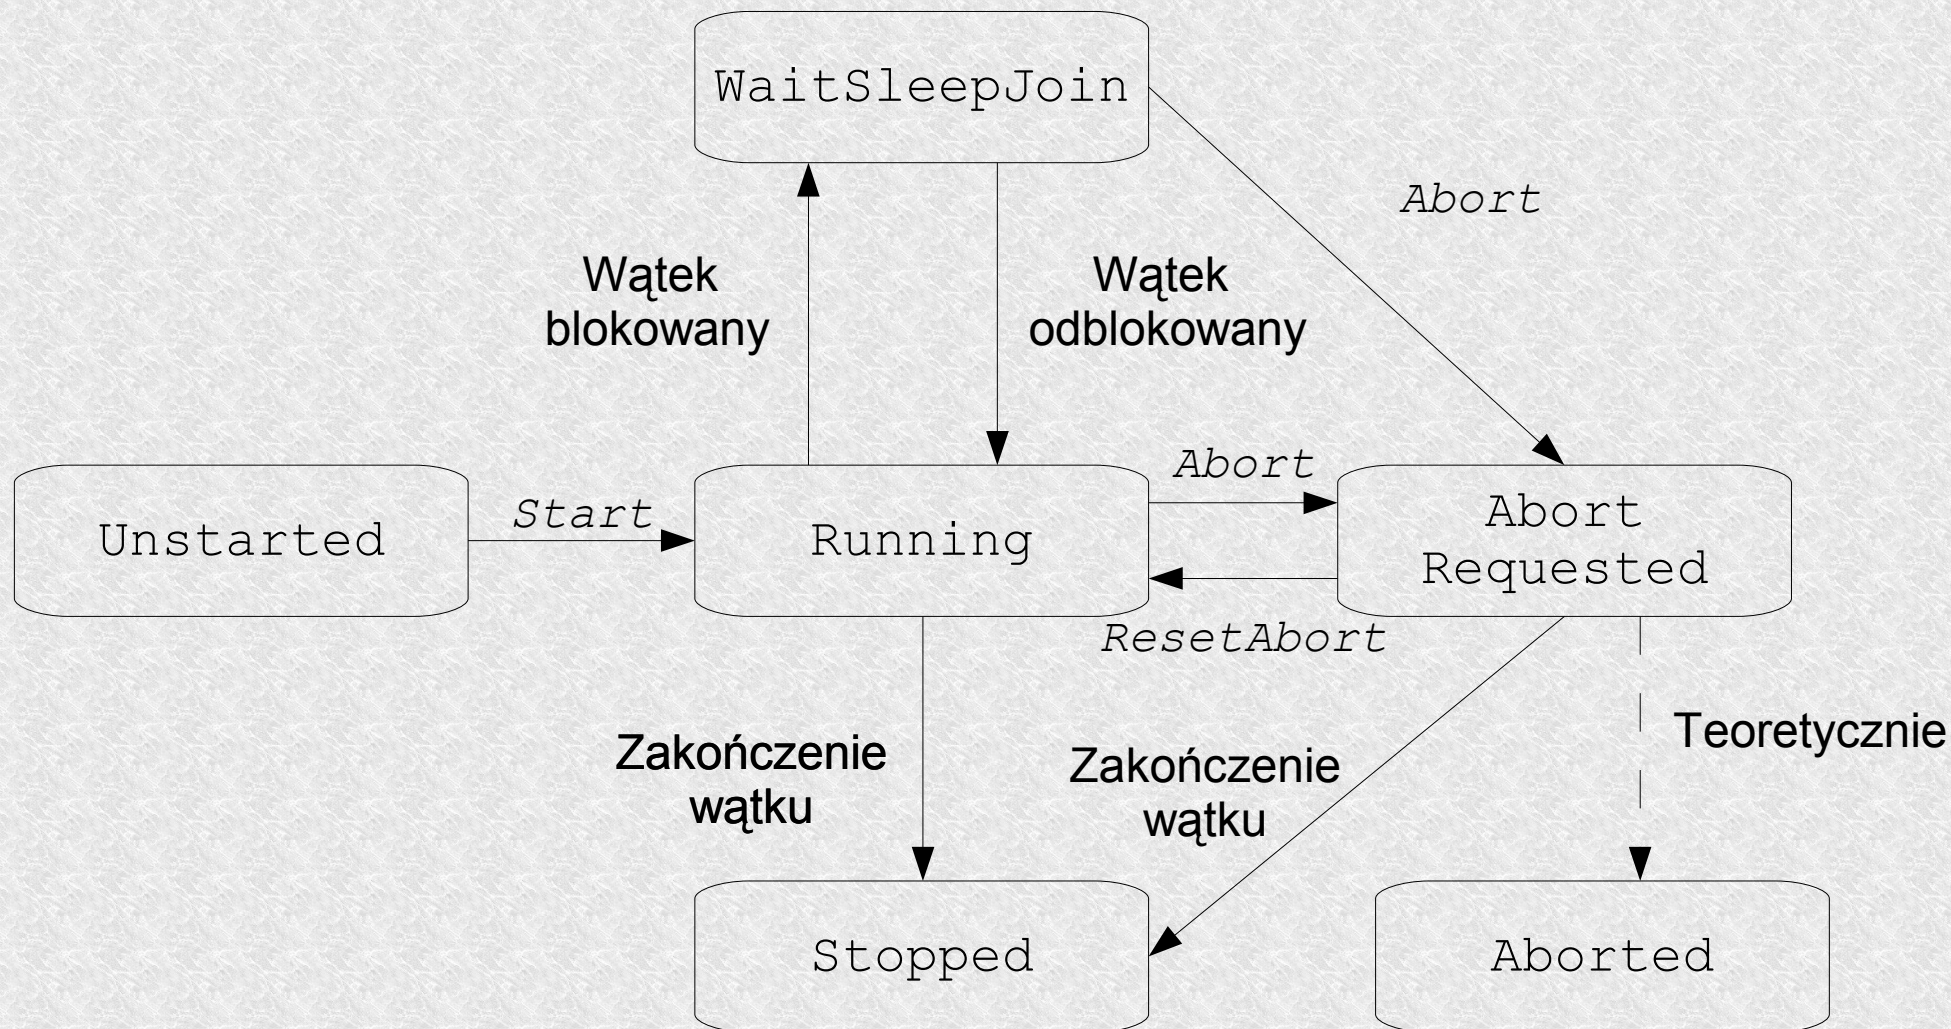 WaitSleepJoin
Abort
Wątek
blokowany
Wątek
odblokowany
Unstarted
Start
Running
Abort
ResetAbort
Abort
Requested
Zakończenie
wątku
Zakończenie
wątku
Teoretycznie
Stopped
Aborted